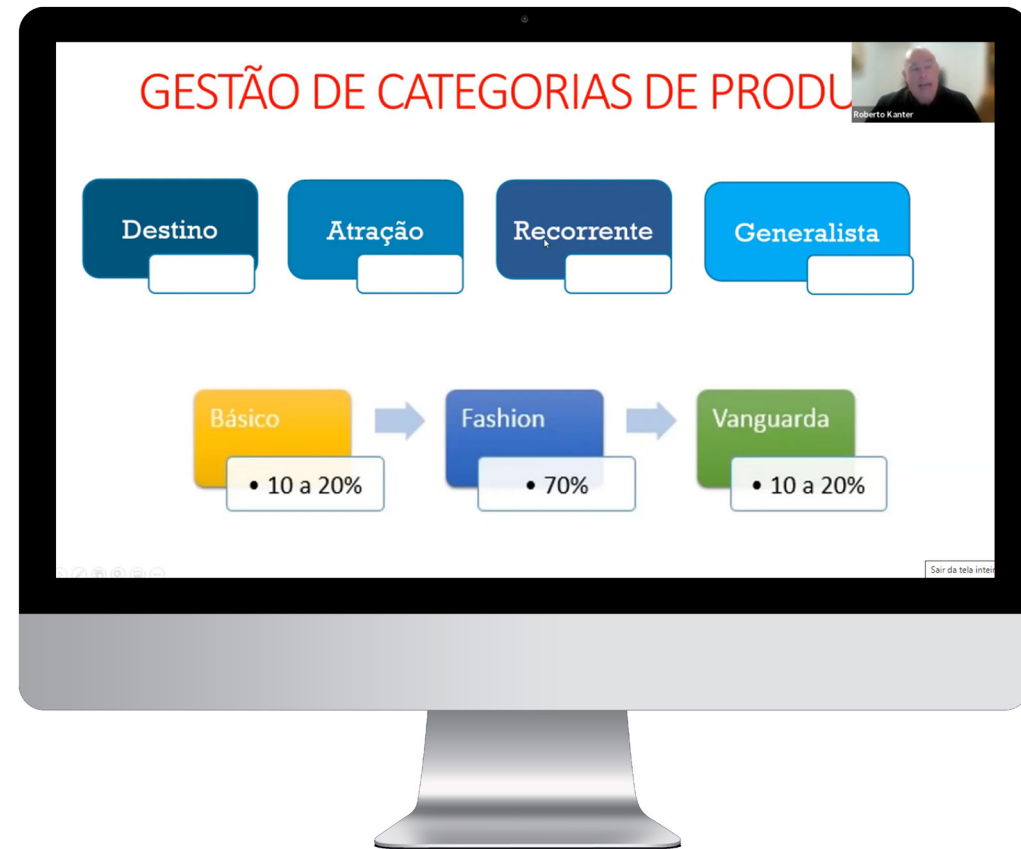 GESTÃO DE CATEGORIAS DE PRODU
Roberto Kanter
Destino
Atração
Recorrente
Generalista
Básico
Fashion
Vanguarda
• 10 a 20%
• 70%
• 10 a 20%
Sair da tela inteir